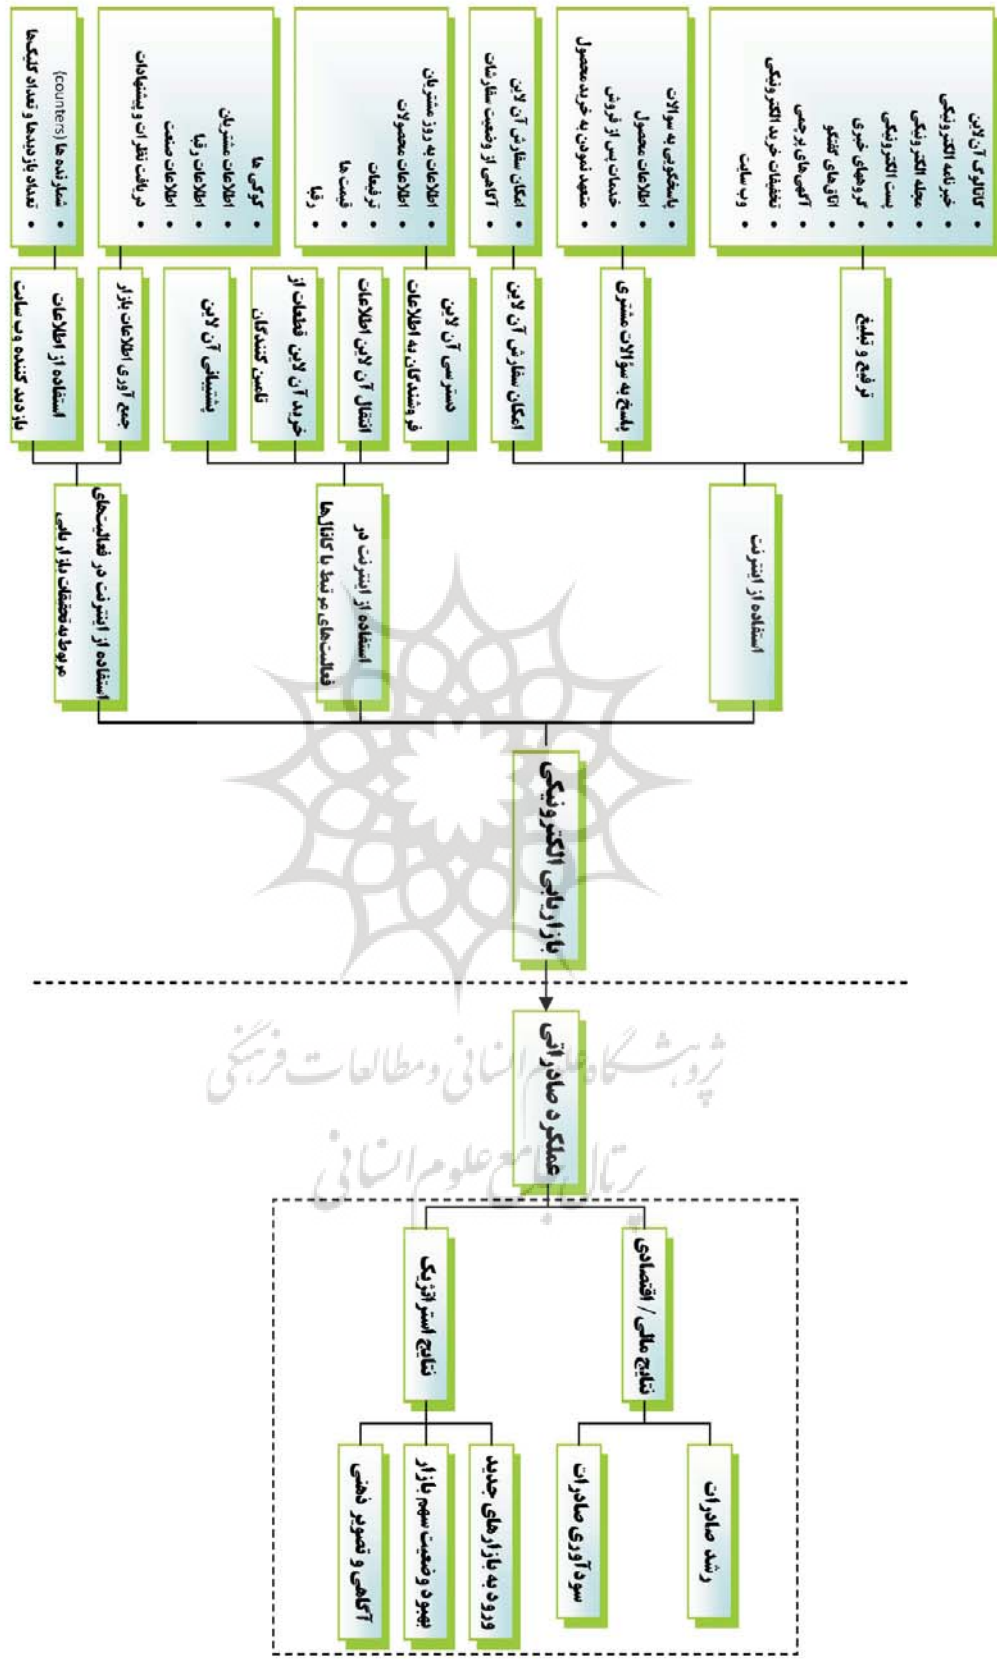 کاتالوگ آن لاین
خبرنامه الکترونیکی
مجله الکترونیکی
پست الکترونیکی
گروههای خبری
اتاق‌های گفتگو
آگهی‌های پرچمی
تخفیفات خرید الکترونیکی
وب سایت
پاسخگویی به سوالات
اطلاعات محصول
خدمات پس از فروش
متعهد نمودن به خرید محصول
امکان سفارش آن لاین
آگاهی از وضعیت سفارشات
اطلاعات به روز مشتریان
اطلاعات محصولات
ترفیعات
قیمت ها
رقبا
کوکی ها
اطلاعات مشتریان
اطلاعات رقبا
اطلاعات صنعت
دریافت نظرات و پیشنهادات
شمارنده ها (counters)
تعداد بازدیدها و تعداد کلیک‌ها
ترفیع و تبلیغ
پاسخ به سؤالات مشتری
امکان سفارش آن لاین
دسترسی آن لاین
فروشندگان به اطلاعات
انتقال آن لاین اطلاعات
خرید آن لاین قطعات از
تامین کنندگان
پشتیبانی آن لاین
جمع آوری اطلاعات بازار
استفاده از اطلاعات
بازدید کننده وب سایت
استفاده از اینترنت
استفاده از اینترنت در
فعالیت‌های مرتبط با کانال‌ها
استفاده از اینترنت در فعالیت‌های
مربوط به تحقیقات بازاریابی
بازاریابی الکترونیکی
عملکرد صادراتی
نتایج مالی / اقتصادی
نتایج استراتژیک
رشد صادرات
سودآوری صادرات
ورود به بازارهای جدید
بهبود وضعیت سهم بازار
آگاهی و تصویر ذهنی
پژوهشگاه علوم انسانی و مطالعات فرهنگی
پرتال جامع علوم انسانی